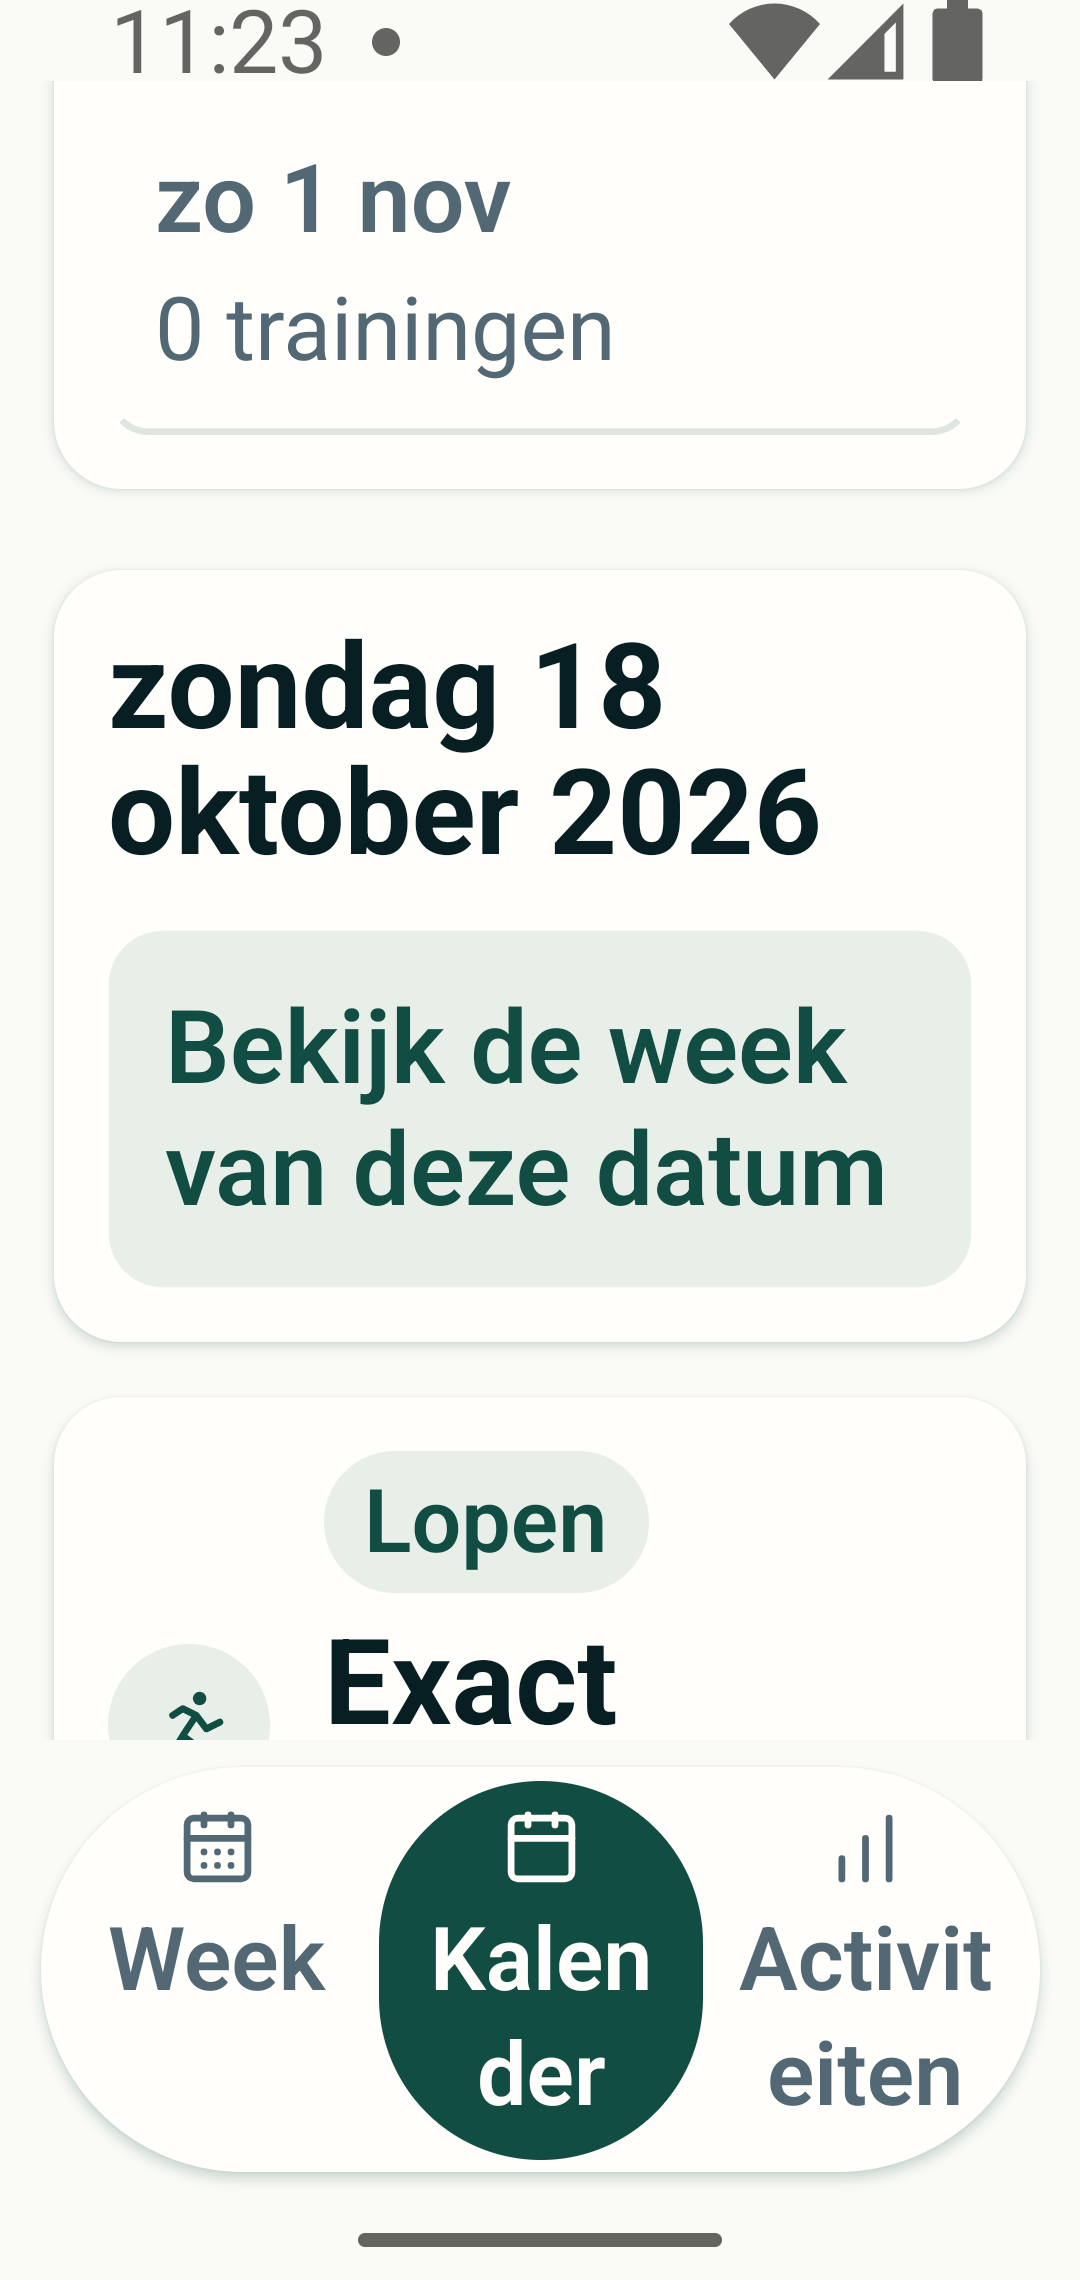 11:23
zo 1 nov
0 trainingen
zondag 18
oktober 2026
Bekijk de week
van deze datum
Lopen
Exact
Week
Kalen
der
Activit
eiten